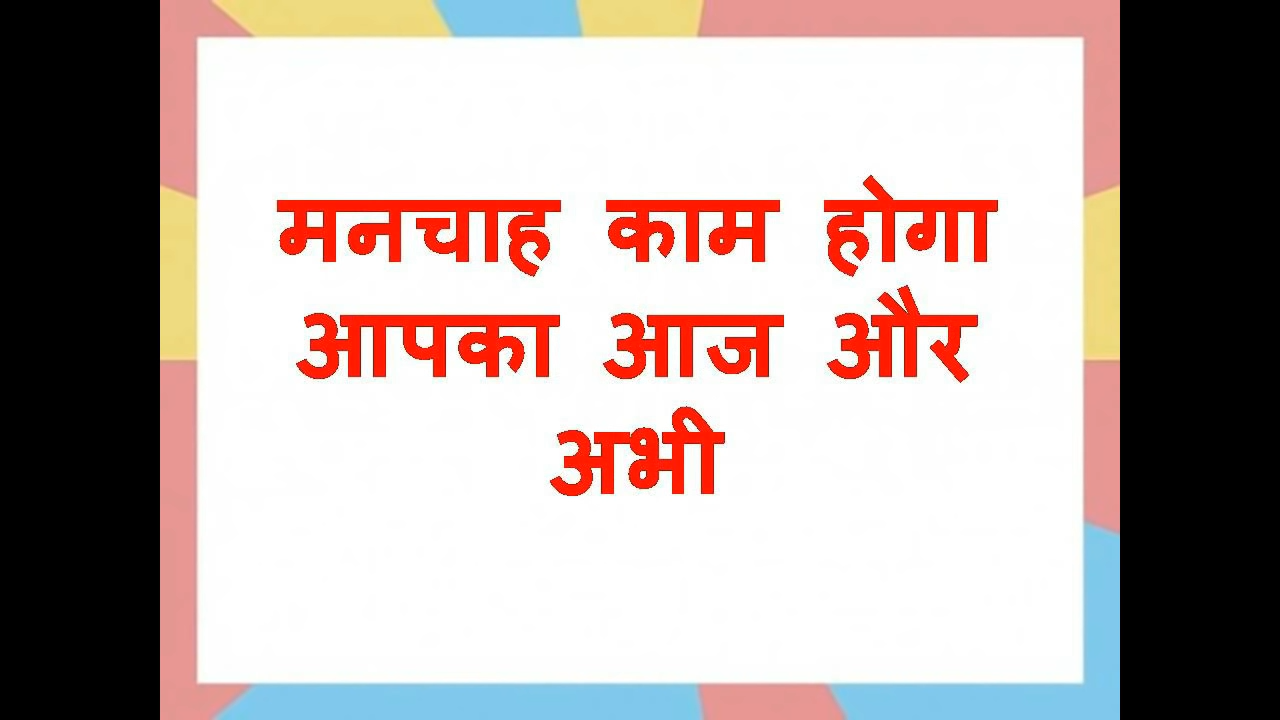 मनचाह काम होगा
आपका आज और
अभी